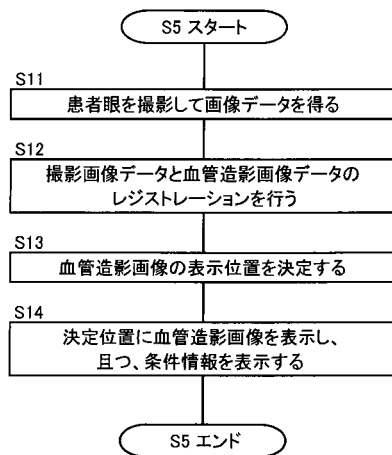 S5 スタート
S11
患者眼を撮影して画像データを得る
S12
撮影画像データと血管造影画像データの
レジストレーションを行う
S13
血管造影画像の表示位置を決定する
S14
決定位置に血管造影画像を表示し、
且つ、条件情報を表示する
S5 エンド